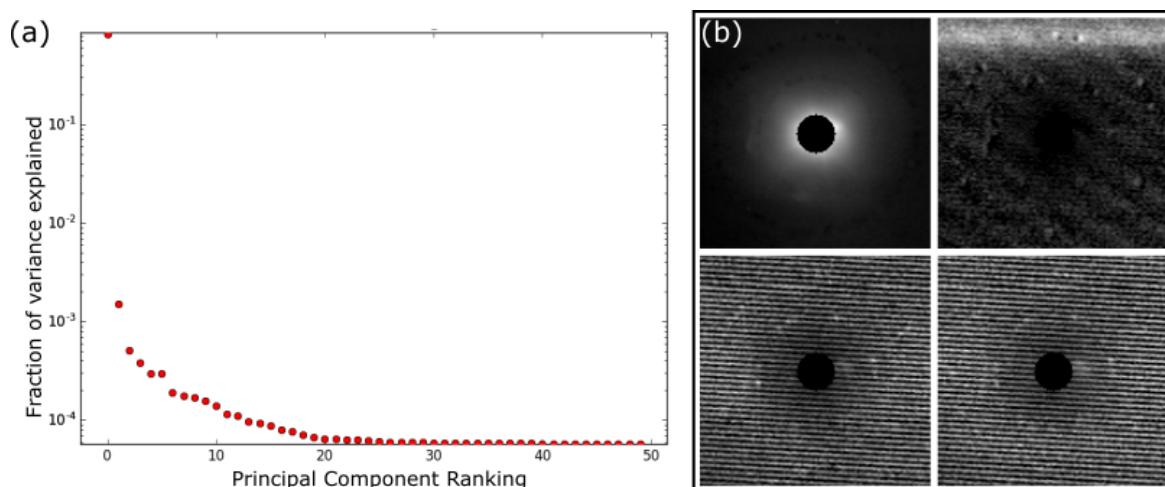 (a)
Fraction of variance explained
10⁻¹
10⁻²
10⁻³
10⁻⁴
0 10 20 30 40 50
Principal Component Ranking
(b)